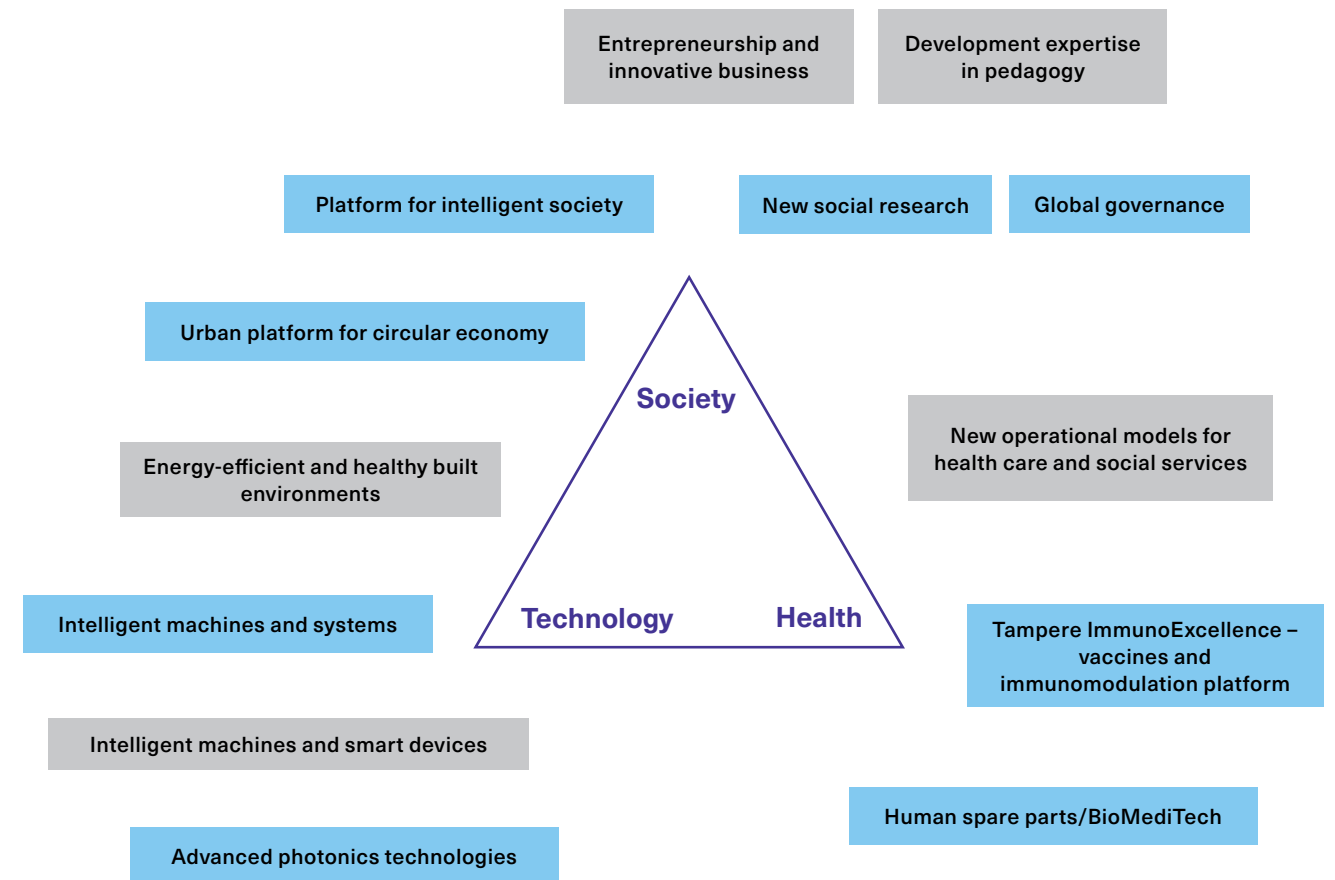 Entrepreneurship and
innovative business
Development expertise
in pedagogy
Platform for intelligent society
New social research
Global governance
Urban platform for circular economy
Society
New operational models for
health care and social services
Energy-efficient and healthy built
environments
Technology
Health
Intelligent machines and systems
Tampere ImmunoExcellence –
vaccines and
immunomodulation platform
Intelligent machines and smart devices
Human spare parts/BioMediTech
Advanced photonics technologies